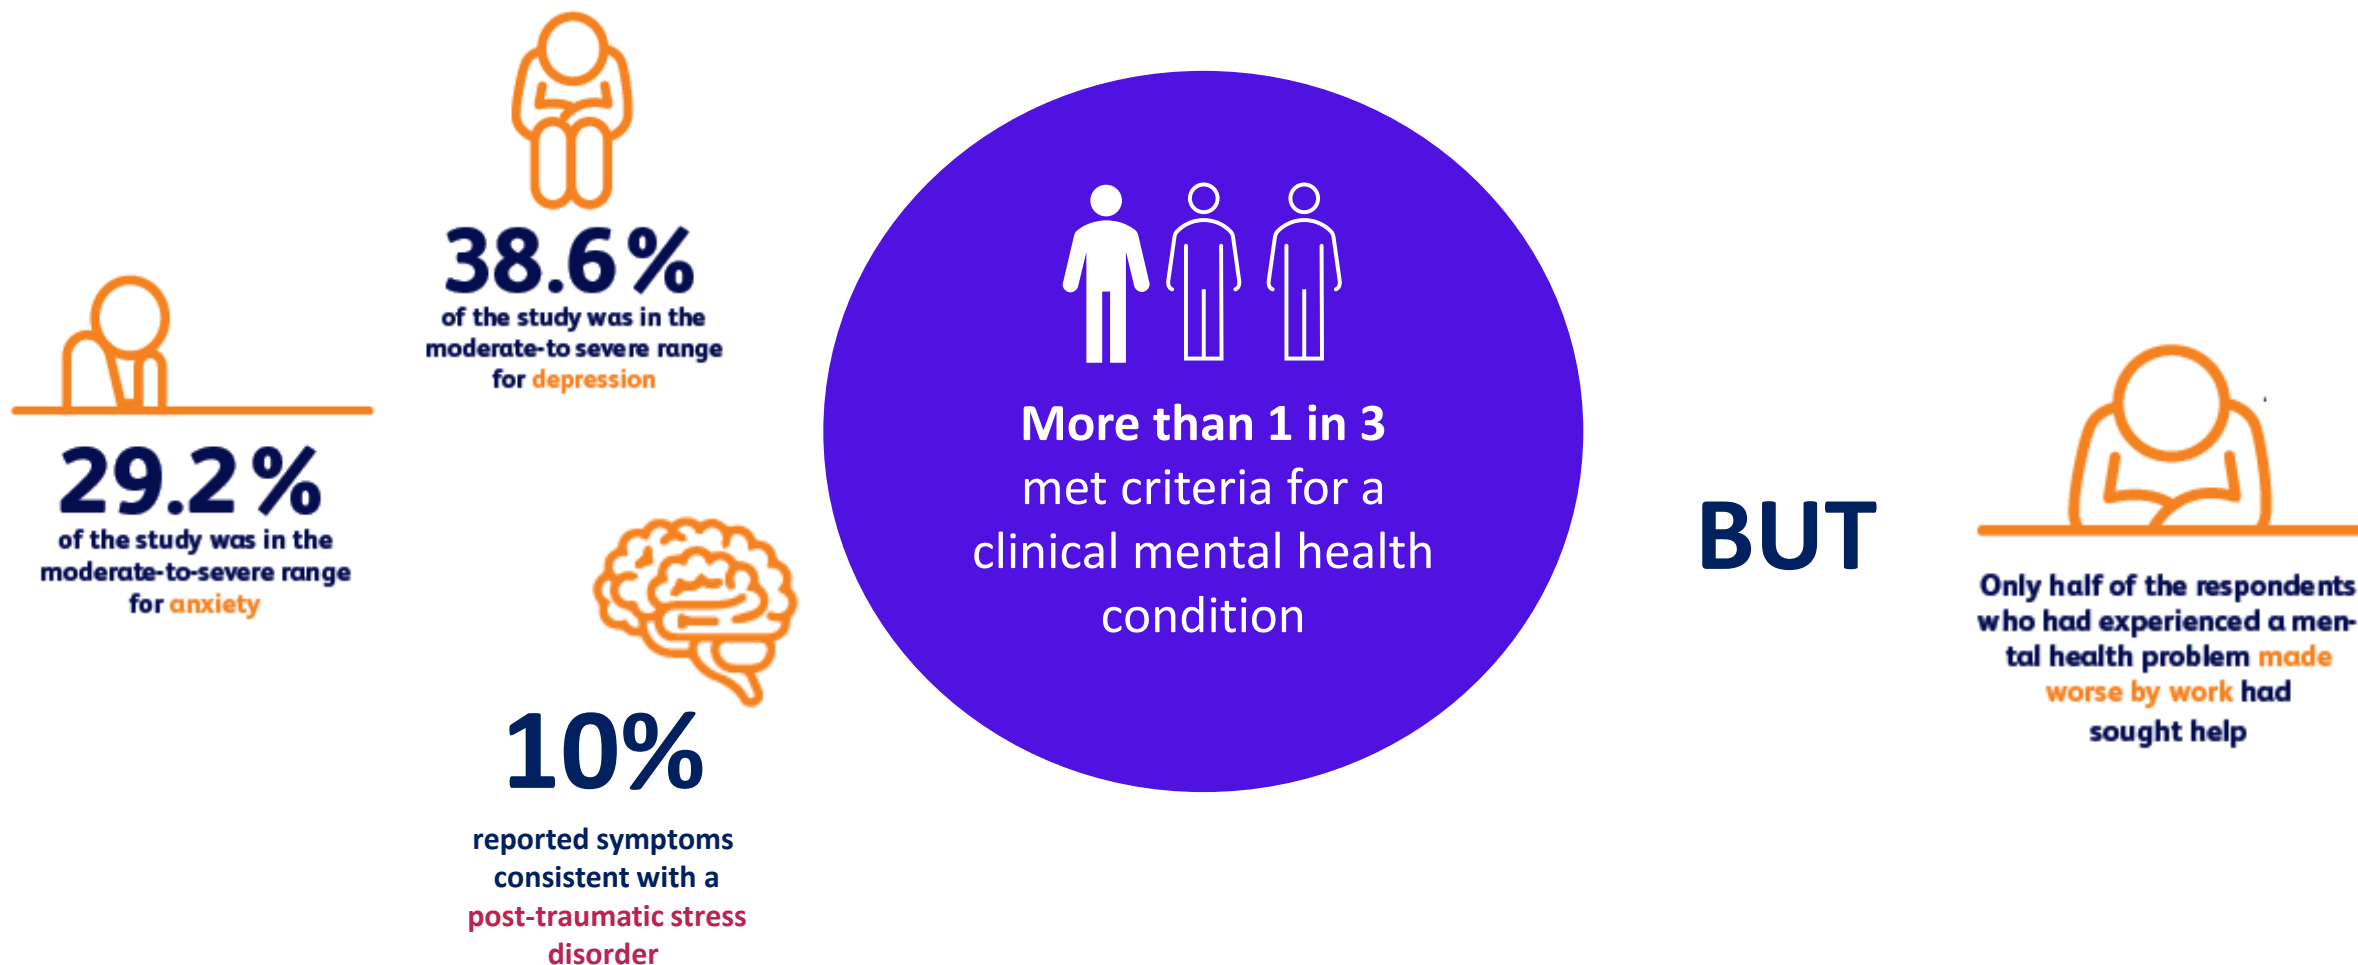 38.6%
of the study was in the
moderate-to severe range
for depression
29.2%
of the study was in the
moderate-to-severe range
for anxiety
10%
reported symptoms
consistent with a
post-traumatic stress
disorder
More than 1 in 3
met criteria for a
clinical mental health
condition
BUT
Only half of the respondents
who had experienced a men-
tal health problem made
worse by work had
sought help